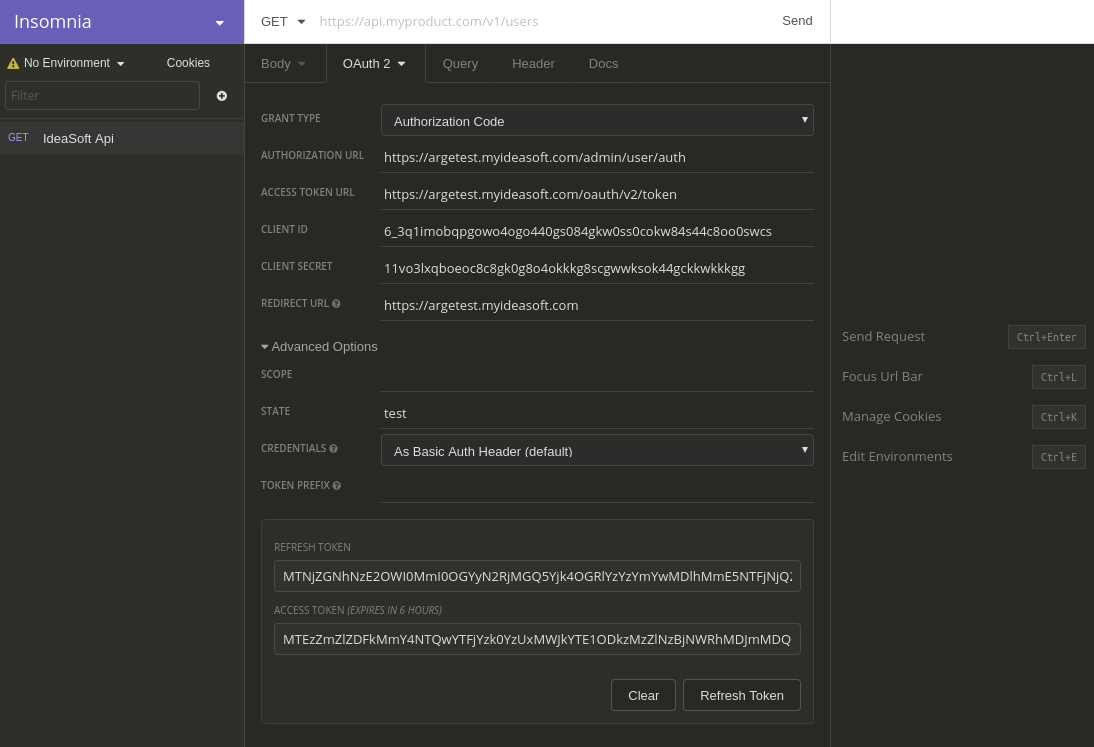 Insomnia
GET https://api.myproduct.com/v1/users Send
No Environment Cookies
Filter
GET IdeaSoft Api
Body OAuth 2 Query Header Docs
GRANT TYPE Authorization Code
AUTHORIZATION URL https://argetest.myideasoft.com/admin/user/auth
ACCESS TOKEN URL https://argetest.myideasoft.com/oauth/v2/token
CLIENT ID 6_3q1imobqpgowo4ogo440gs084gkw0ss0cokw84s44c8oo0swcs
CLIENT SECRET 11vo3lxqboeoc8c8gk0g8o4okkkg8scgwwksok44gckkwkkkgg
REDIRECT URL https://argetest.myideasoft.com
Advanced Options
SCOPE
STATE test
CREDENTIALS As Basic Auth Header (default)
TOKEN PREFIX
REFRESH TOKEN
MTNjZGNhNzE2OWI0MmI0OGYyN2RjMGQ5Yjk4OGRlYzYzYmYwMDlhMmE5NTFjNjQ2
ACCESS TOKEN (EXPIRES IN 6 HOURS)
MTEzZmZlZDFkMmY4NTQwYTFjYzk0YzUxMWJkYTE1ODkzMzZlNzBjNWRhMDJmMDQ
Clear Refresh Token
Send Request Ctrl+Enter
Focus Url Bar Ctrl+L
Manage Cookies Ctrl+K
Edit Environments Ctrl+E